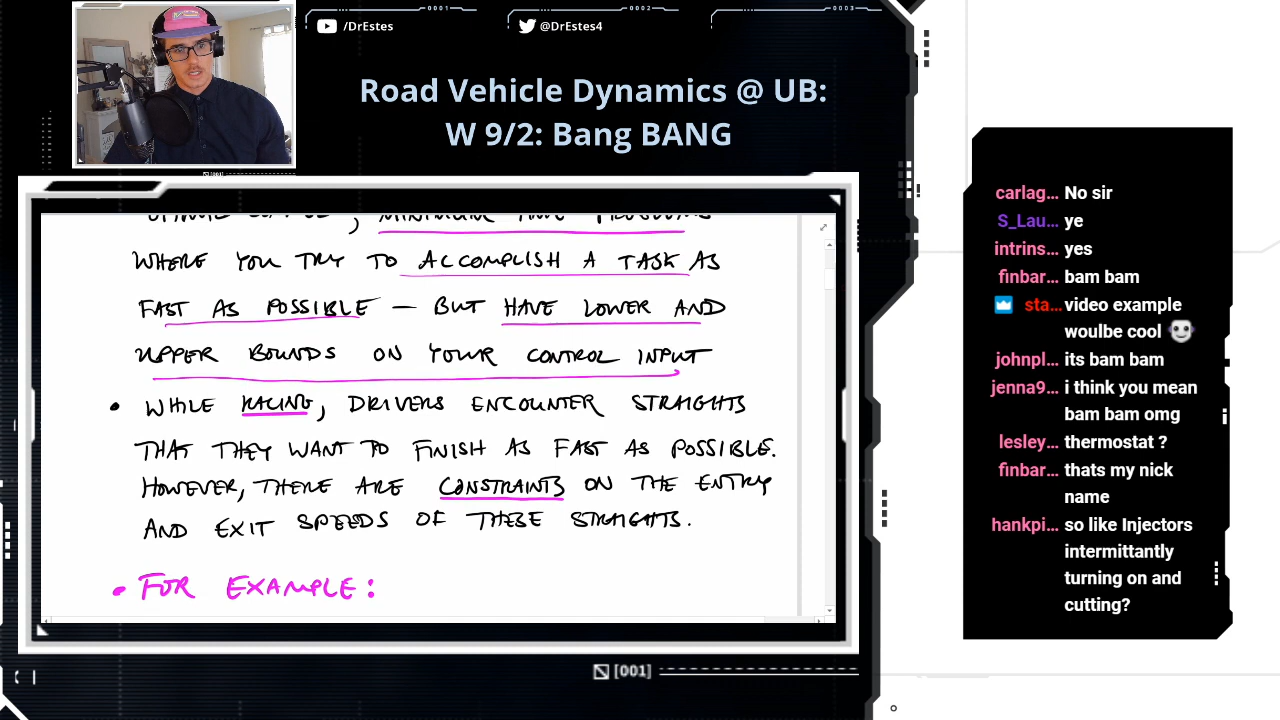 0001
0002
0003
/DrEstes
@DrEstes4
Road Vehicle Dynamics @ UB:
W 9/2: Bang BANG
WHERE YOU TRY TO ACCOMPLISH A TASK AS
FAST AS POSSIBLE — BUT HAVE LOWER AND
UPPER BOUNDS ON YOUR CONTROL INPUT
• WHILE RACING, DRIVERS ENCOUNTER STRAIGHTS
THAT THEY WANT TO FINISH AS FAST AS POSSIBLE.
HOWEVER, THERE ARE CONSTRAINTS ON THE ENTRY
AND EXIT SPEEDS OF THESE STRAIGHTS.
• FOR EXAMPLE:
[001]
carlag… No sir
S_Lau… ye
intrins… yes
finbar… bam bam
sta… video example
woulbe cool
johnpl… its bam bam
jenna9… i think you mean
bam bam omg
lesley… thermostat ?
finbar… thats my nick
name
hankpi… so like Injectors
intermittantly
turning on and
cutting?